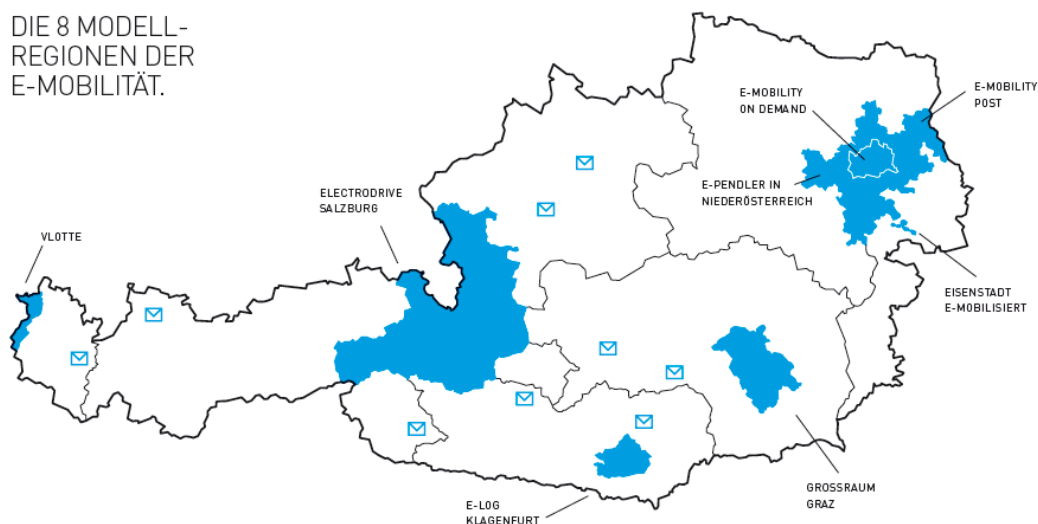 DIE 8 MODELL-
REGIONEN DER
E-MOBILITÄT.
E-MOBILITY
ON DEMAND
E-MOBILITY
POST
E-PENDLER IN
NIEDERÖSTERREICH
ELECTRODRIVE
SALZBURG
VLOTTE
EISENSTADT
E-MOBILISIERT
GROSSRAUM
GRAZ
E-LOG
KLAGENFURT